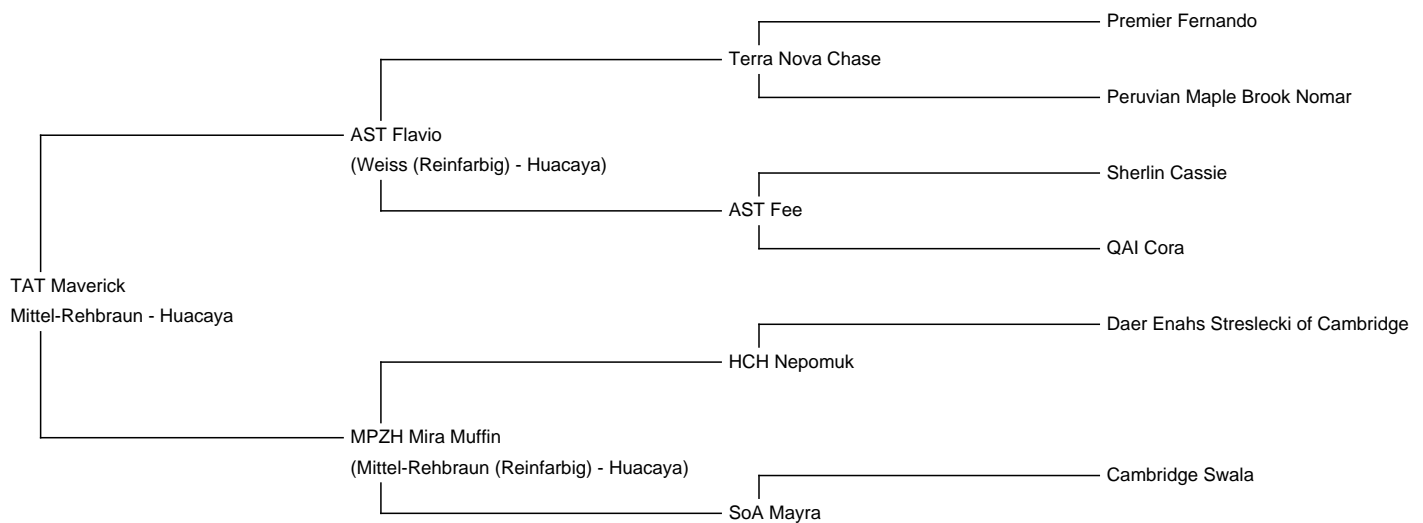 Premier Fernando
Terra Nova Chase
Peruvian Maple Brook Nomar
AST Flavio
(Weiss (Reinfarbig) - Huacaya)
Sherlin Cassie
AST Fee
QAI Cora
TAT Maverick
Mittel-Rehbraun - Huacaya
Daer Enahs Streslecki of Cambridge
HCH Nepomuk
MPZH Mira Muffin
(Mittel-Rehbraun (Reinfarbig) - Huacaya)
Cambridge Swala
SoA Mayra